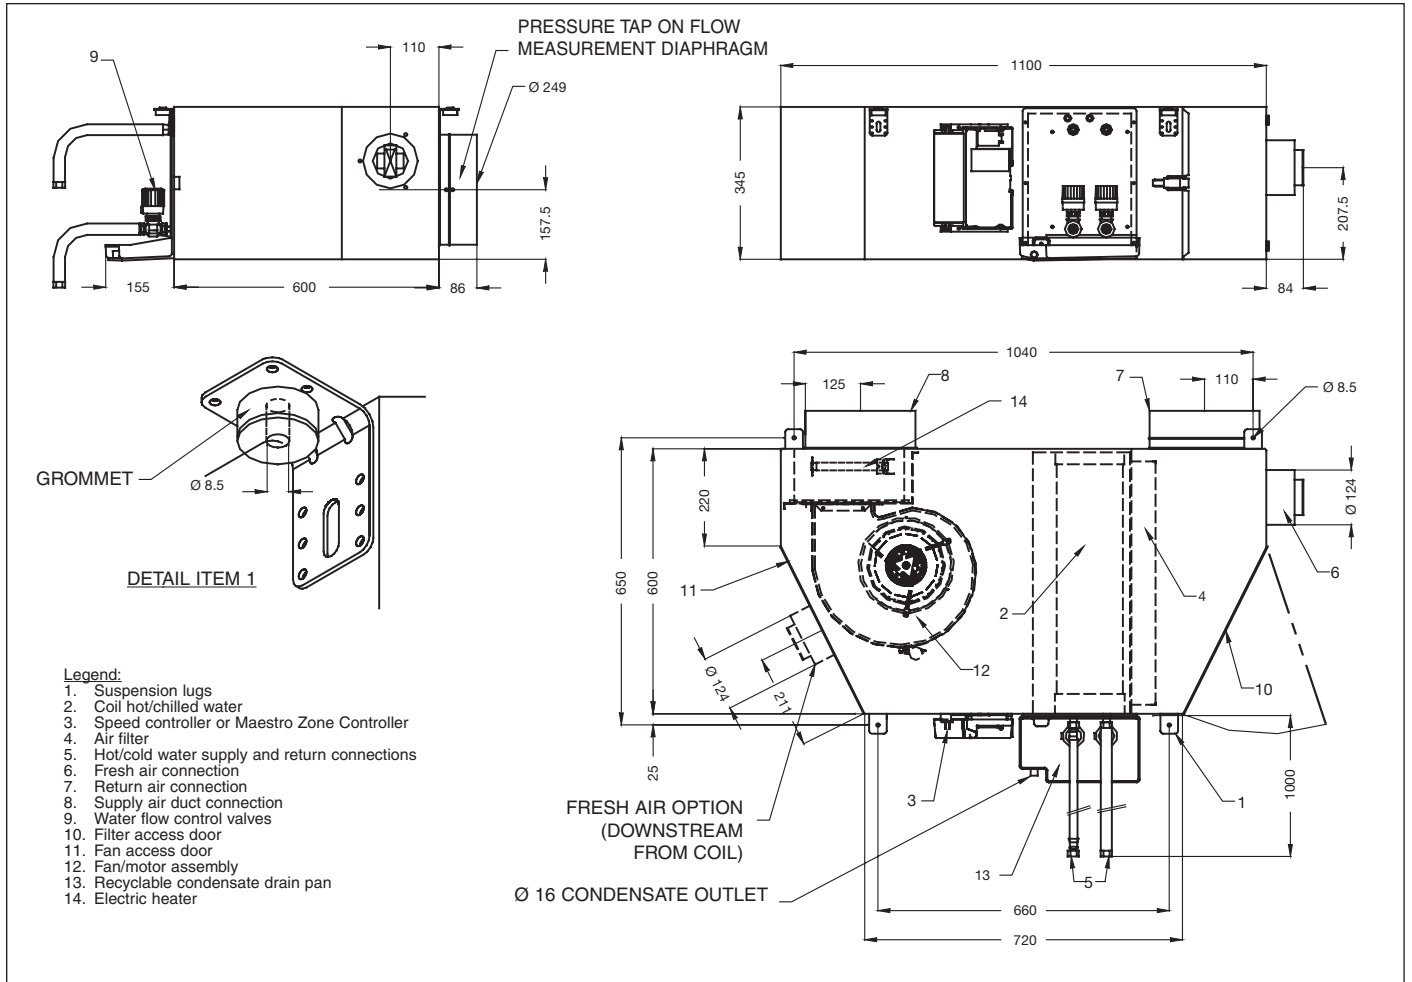 PRESSURE TAP ON FLOW
MEASUREMENT DIAPHRAGM
110
9
Ø 249
157.5
155
600
86
1100
345
207.5
84
GROMMET
Ø 8.5
DETAIL ITEM 1
1040
125
8
7
110
Ø 8.5
14
220
Ø 124
650
600
11
2
4
6
12
10
Ø 124
211
25
3
1
1000
FRESH AIR OPTION
(DOWNSTREAM
FROM COIL)
13
5
Ø 16 CONDENSATE OUTLET
660
720
Legend:
1. Suspension lugs
2. Coil hot/chilled water
3. Speed controller or Maestro Zone Controller
4. Air filter
5. Hot/cold water supply and return connections
6. Fresh air connection
7. Return air connection
8. Supply air duct connection
9. Water flow control valves
10. Filter access door
11. Fan access door
12. Fan/motor assembly
13. Recyclable condensate drain pan
14. Electric heater